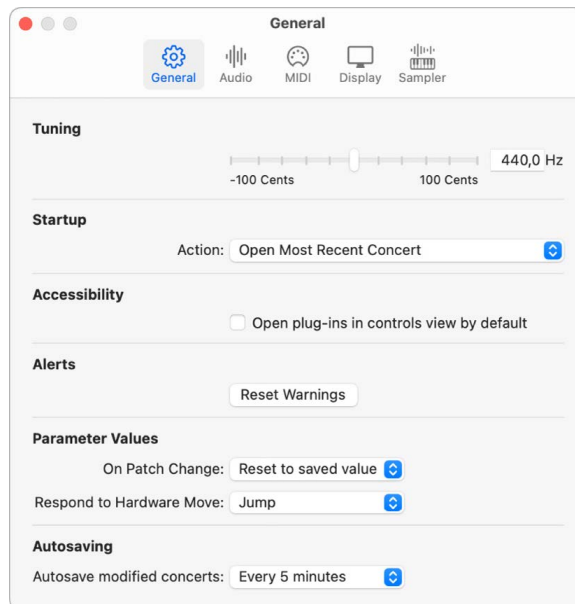 General
General Audio MIDI Display Sampler
Tuning
440,0 Hz
-100 Cents 100 Cents
Startup
Action: Open Most Recent Concert
Accessibility
Open plug-ins in controls view by default
Alerts
Reset Warnings
Parameter Values
On Patch Change: Reset to saved value
Respond to Hardware Move: Jump
Autosaving
Autosave modified concerts: Every 5 minutes